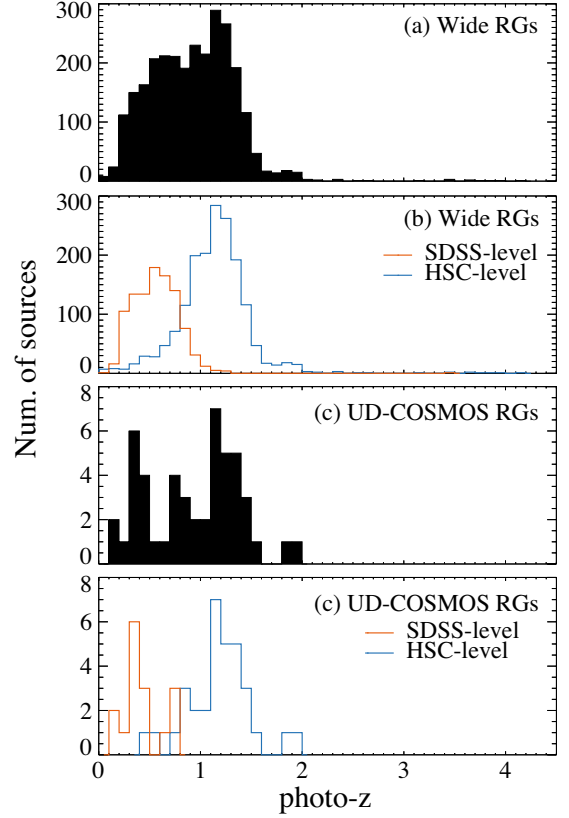 300
(a) Wide RGs
200
100
0
300
(b) Wide RGs
SDSS-level
200
HSC-level
100
0
Num. of sources
8
(c) UD-COSMOS RGs
6
4
2
0
8
(c) UD-COSMOS RGs
SDSS-level
6
HSC-level
4
2
0
0 1 2 3 4
photo-z